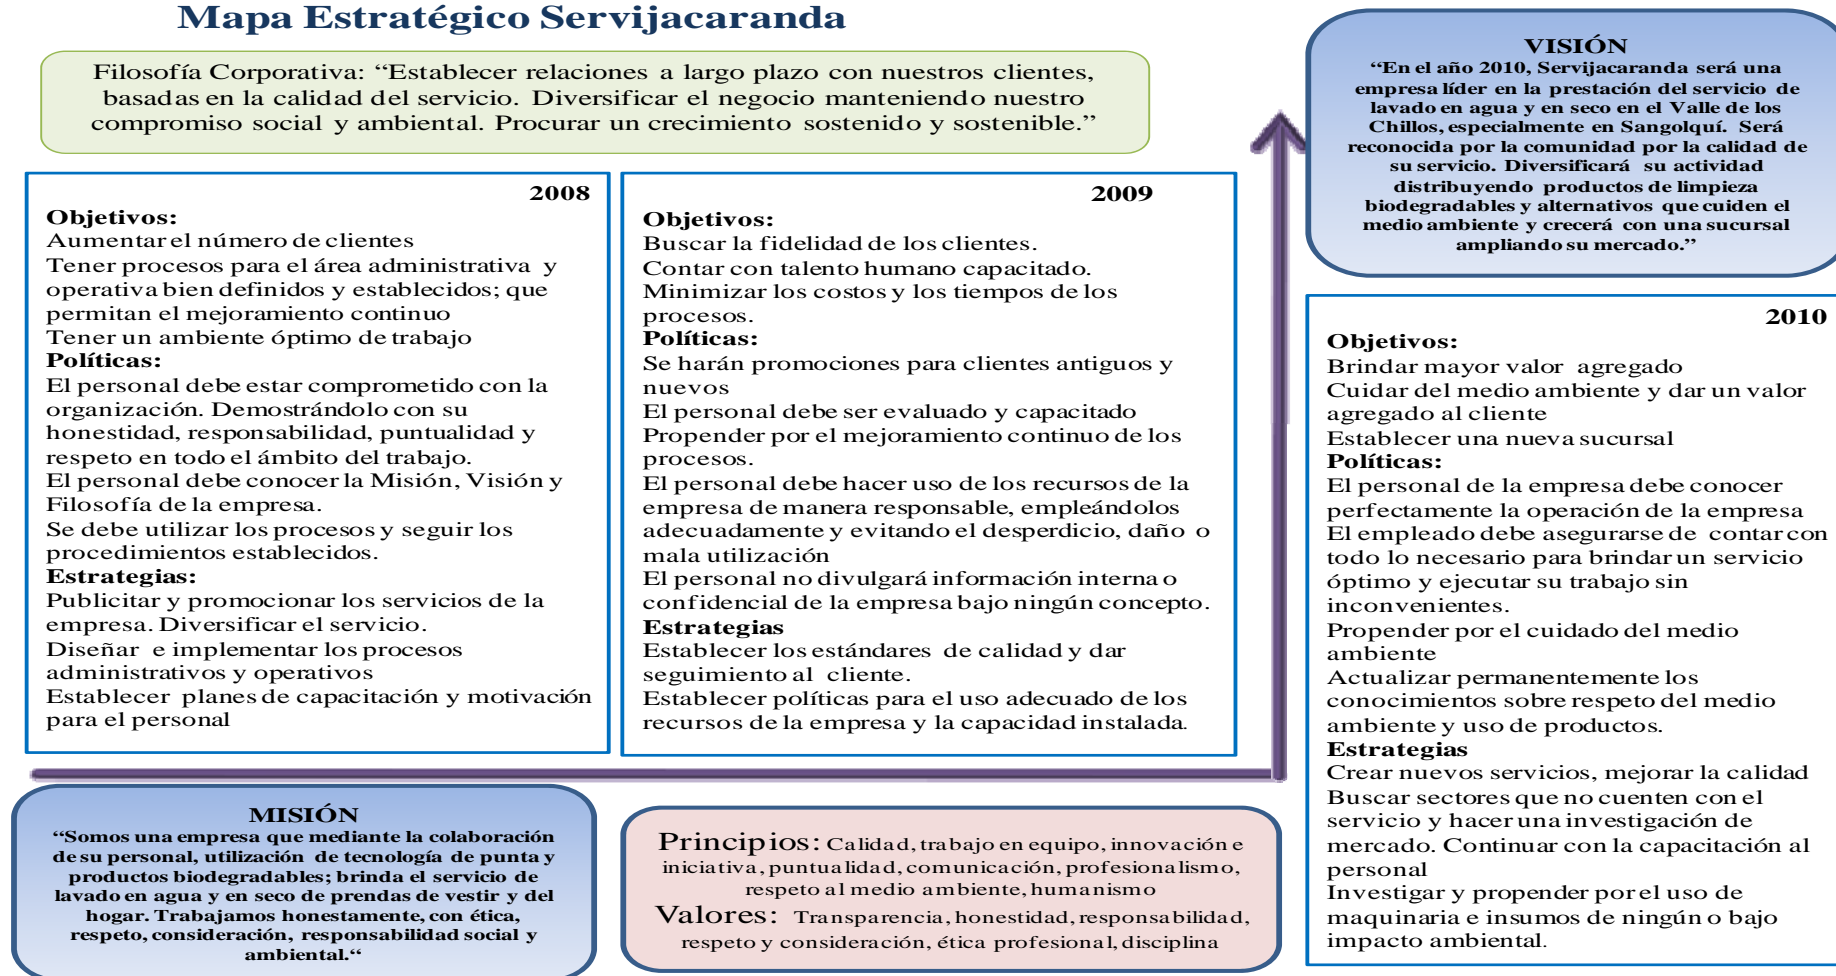 Mapa Estratégico Servijacaranda
Filosofía Corporativa: “Establecer relaciones a largo plazo con nuestros clientes,
basadas en la calidad del servicio. Diversificar el negocio manteniendo nuestro
compromiso social y ambiental. Procurar un crecimiento sostenido y sostenible.”
VISIÓN
“En el año 2010, Servijacaranda será una
empresa líder en la prestación del servicio de
lavado en agua y en seco en el Valle de los
Chillos, especialmente en Sangolquí. Será
reconocida por la comunidad por la calidad de
su servicio. Diversificará su actividad
distribuyendo productos de limpieza
biodegradables y alternativos que cuiden el
medio ambiente y crecerá con una sucursal
ampliando su mercado.”
2008
Objetivos:
Aumentar el número de clientes
Tener procesos para el área administrativa y
operativa bien definidos y establecidos; que
permitan el mejoramiento continuo
Tener un ambiente óptimo de trabajo
Políticas:
El personal debe estar comprometido con la
organización. Demostrándolo con su
honestidad, responsabilidad, puntualidad y
respeto en todo el ámbito del trabajo.
El personal debe conocer la Misión, Visión y
Filosofía de la empresa.
Se debe utilizar los procesos y seguir los
procedimientos establecidos.
Estrategias:
Publicitar y promocionar los servicios de la
empresa. Diversificar el servicio.
Diseñar e implementar los procesos
administrativos y operativos
Establecer planes de capacitación y motivación
para el personal
2009
Objetivos:
Buscar la fidelidad de los clientes.
Contar con talento humano capacitado.
Minimizar los costos y los tiempos de los
procesos.
Políticas:
Se harán promociones para clientes antiguos y
nuevos
El personal debe ser evaluado y capacitado
Propender por el mejoramiento continuo de los
procesos.
El personal debe hacer uso de los recursos de la
empresa de manera responsable, empleándolos
adecuadamente y evitando el desperdicio, daño o
mala utilización
El personal no divulgará información interna o
confidencial de la empresa bajo ningún concepto.
Estrategias
Establecer los estándares de calidad y dar
seguimiento al cliente.
Establecer políticas para el uso adecuado de los
recursos de la empresa y la capacidad instalada.
2010
Objetivos:
Brindar mayor valor agregado
Cuidar del medio ambiente y dar un valor
agregado al cliente
Establecer una nueva sucursal
Políticas:
El personal de la empresa debe conocer
perfectamente la operación de la empresa
El empleado debe asegurarse de contar con
todo lo necesario para brindar un servicio
óptimo y ejecutar su trabajo sin
inconvenientes.
Propender por el cuidado del medio
ambiente
Actualizar permanentemente los
conocimientos sobre respeto del medio
ambiente y uso de productos.
Estrategias
Crear nuevos servicios, mejorar la calidad
Buscar sectores que no cuenten con el
servicio y hacer una investigación de
mercado. Continuar con la capacitación al
personal
Investigar y propender por el uso de
maquinaria e insumos de ningún o bajo
impacto ambiental.
MISIÓN
“Somos una empresa que mediante la colaboración
de su personal, utilización de tecnología de punta y
productos biodegradables; brinda el servicio de
lavado en agua y en seco de prendas de vestir y del
hogar. Trabajamos honestamente, con ética,
respeto, consideración, responsabilidad social y
ambiental.“
Principios: Calidad, trabajo en equipo, innovación e
iniciativa, puntualidad, comunicación, profesionalismo,
respeto al medio ambiente, humanismo
Valores: Transparencia, honestidad, responsabilidad,
respeto y consideración, ética profesional, disciplina